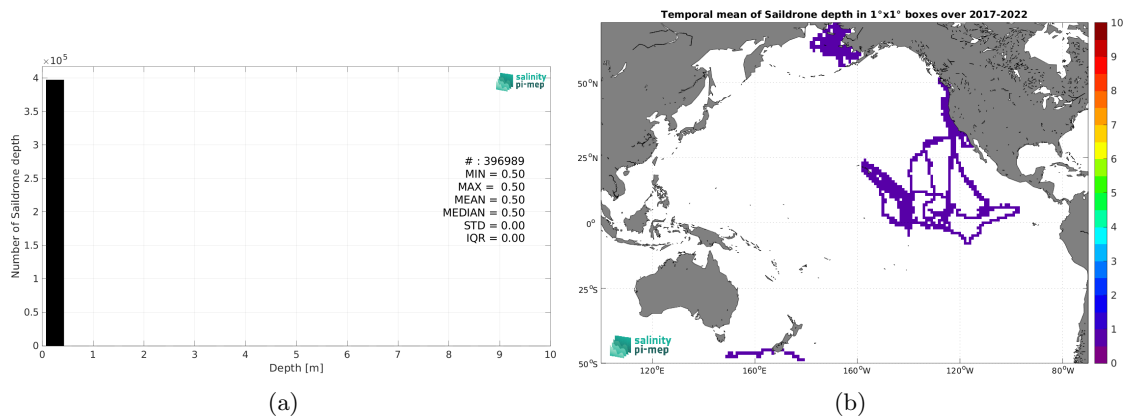 ×10⁵
4
3.5
3
2.5
2
1.5
1
0.5
0
0 1 2 3 4 5 6 7 8 9 10
Number of Saildrone depth
Depth [m]
salinity
pi-mep
# : 396989
MIN = 0.50
MAX = 0.50
MEAN = 0.50
MEDIAN = 0.50
STD = 0.00
IQR = 0.00
(a)
Temporal mean of Saildrone depth in 1°x1° boxes over 2017-2022
50°N
25°N
0°
25°S
50°S
120°E 160°E 160°W 120°W 80°W
salinity
pi-mep
10
9
8
7
6
5
4
3
2
1
0
(b)